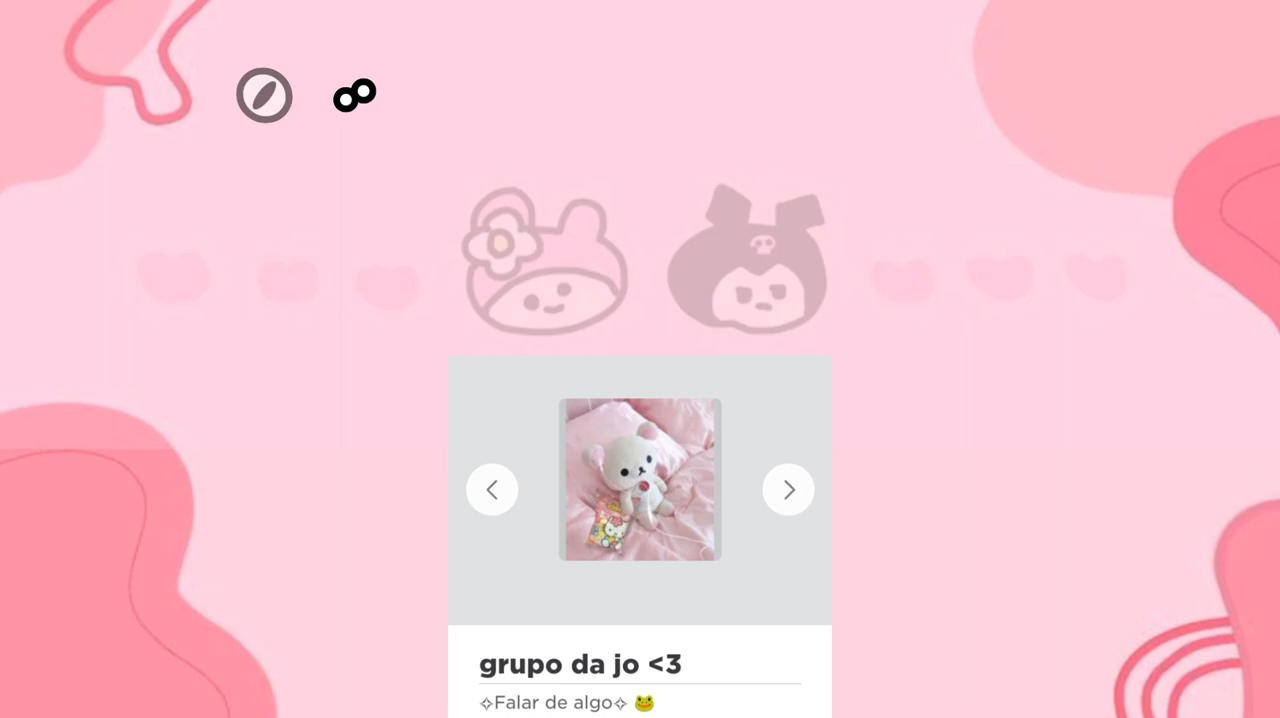 grupo da jo <3
✧Falar de algo✧ 🐸